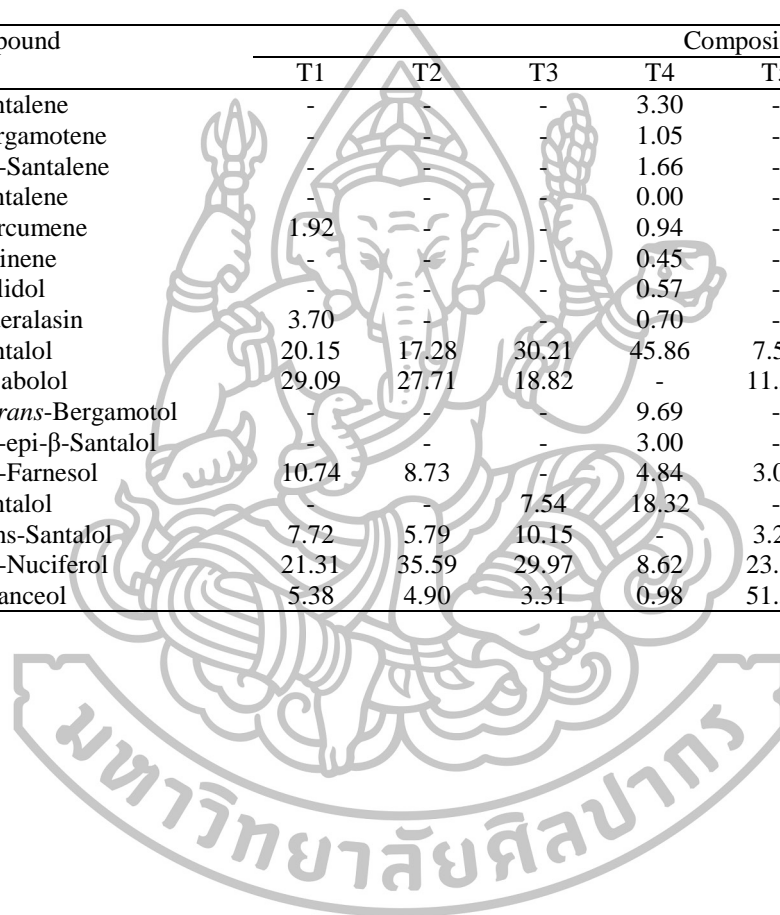 pound Composi
T1 T2 T3 T4 T
ntalene - - - 3.30 -
rgamotene - - - 1.05 -
-Santalene - - - 1.66 -
ntalene - - - 0.00 -
rcumene 1.92 - - 0.94 -
inene - - - 0.45 -
lidol - - - 0.57 -
eralasin 3.70 - - 0.70 -
ntalol 20.15 17.28 30.21 45.86 7.5
abolol 29.09 27.71 18.82 - 11.
rans-Bergamotol - - - 9.69 -
-epi-β-Santalol - - - 3.00 -
-Farnesol 10.74 8.73 - 4.84 3.0
ntalol - - 7.54 18.32 -
ns-Santalol 7.72 5.79 10.15 - 3.2
-Nuciferol 21.31 35.59 29.97 8.62 23.
anceol 5.38 4.90 3.31 0.98 51.
มหาวิทยาลัยศิลปากร